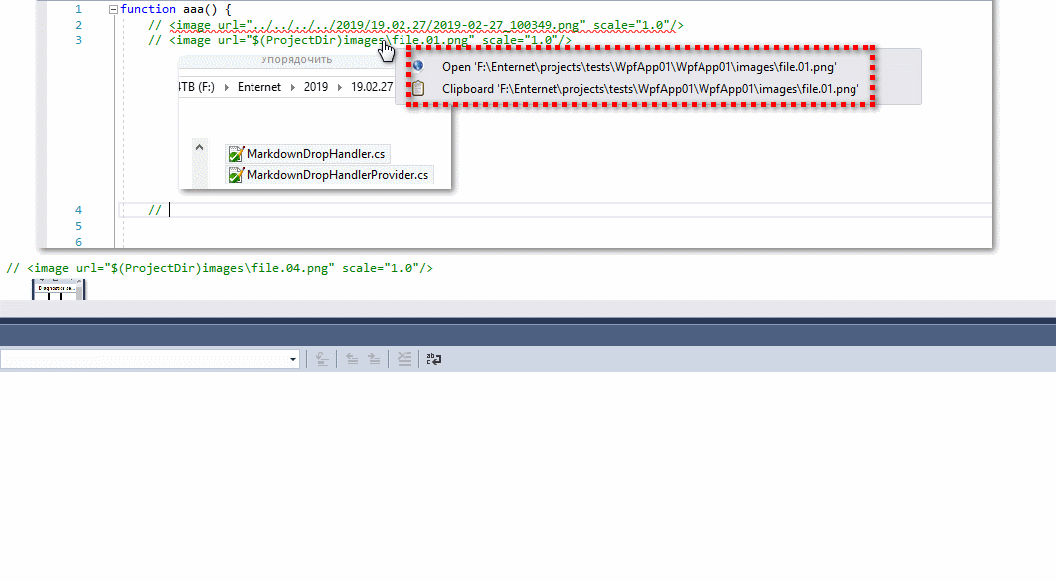 1 function aaa() {
2 // <image url="../../../../2019/19.02.27/2019-02-27_100349.png" scale="1.0"/>
3 // <image url="$(ProjectDir)images\file.01.png" scale="1.0"/>
Упорядочить
Open 'F:\Enternet\projects\tests\WpfApp01\WpfApp01\images\file.01.png'
4TB (F:) Enternet 2019 19.02.27
Clipboard 'F:\Enternet\projects\tests\WpfApp01\WpfApp01\images\file.01.png'
MarkdownDropHandler.cs
MarkdownDropHandlerProvider.cs
4 //
5
6
// <image url="$(ProjectDir)images\file.04.png" scale="1.0"/>